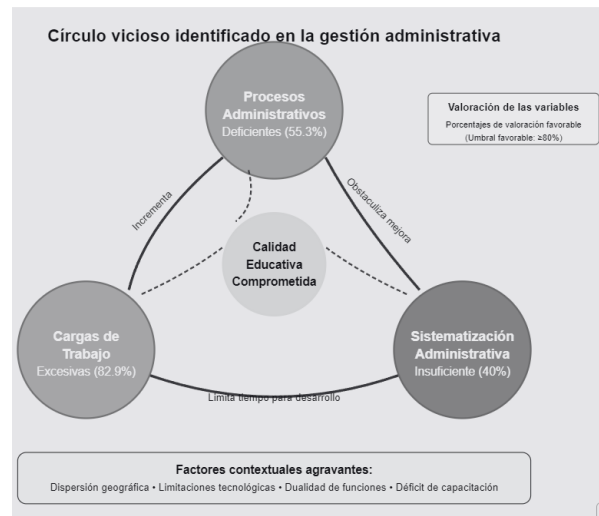 Círculo vicioso identificado en la gestión administrativa
Procesos
Administrativos
Deficientes (55.3%)
Valoración de las variables
Porcentajes de valoración favorable
(Umbral favorable: ≥80%)
Incrementa
Obstaculiza mejora
Calidad
Educativa
Comprometida
Cargas de
Trabajo
Excesivas (82.9%)
Sistematización
Administrativa
Insuficiente (40%)
Limita tiempo para desarrollo
Factores contextuales agravantes:
Dispersión geográfica • Limitaciones tecnológicas • Dualidad de funciones • Déficit de capacitación